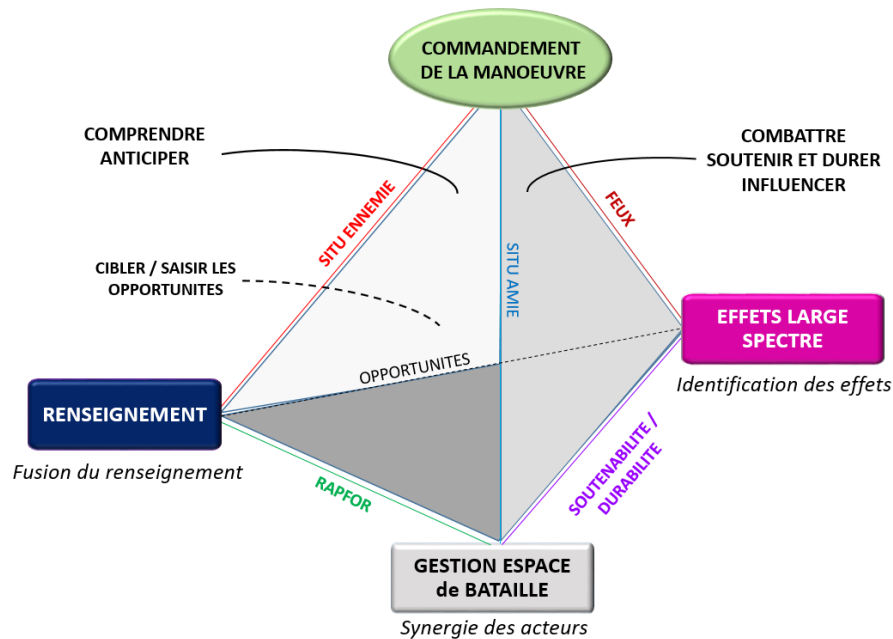 COMMANDEMENT
DE LA MANOEUVRE
COMPRENDRE
ANTICIPER
COMBATTRE
SOUTENIR ET DURER
INFLUENCER
SITU ENNEMIE
FEUX
SITU AMIE
CIBLER / SAISIR LES
OPPORTUNITES
EFFETS LARGE
SPECTRE
Identification des effets
OPPORTUNITES
RENSEIGNEMENT
Fusion du renseignement
RAPFOR
SOUTENABILITE /
DURABILITE
GESTION ESPACE
de BATAILLE
Synergie des acteurs